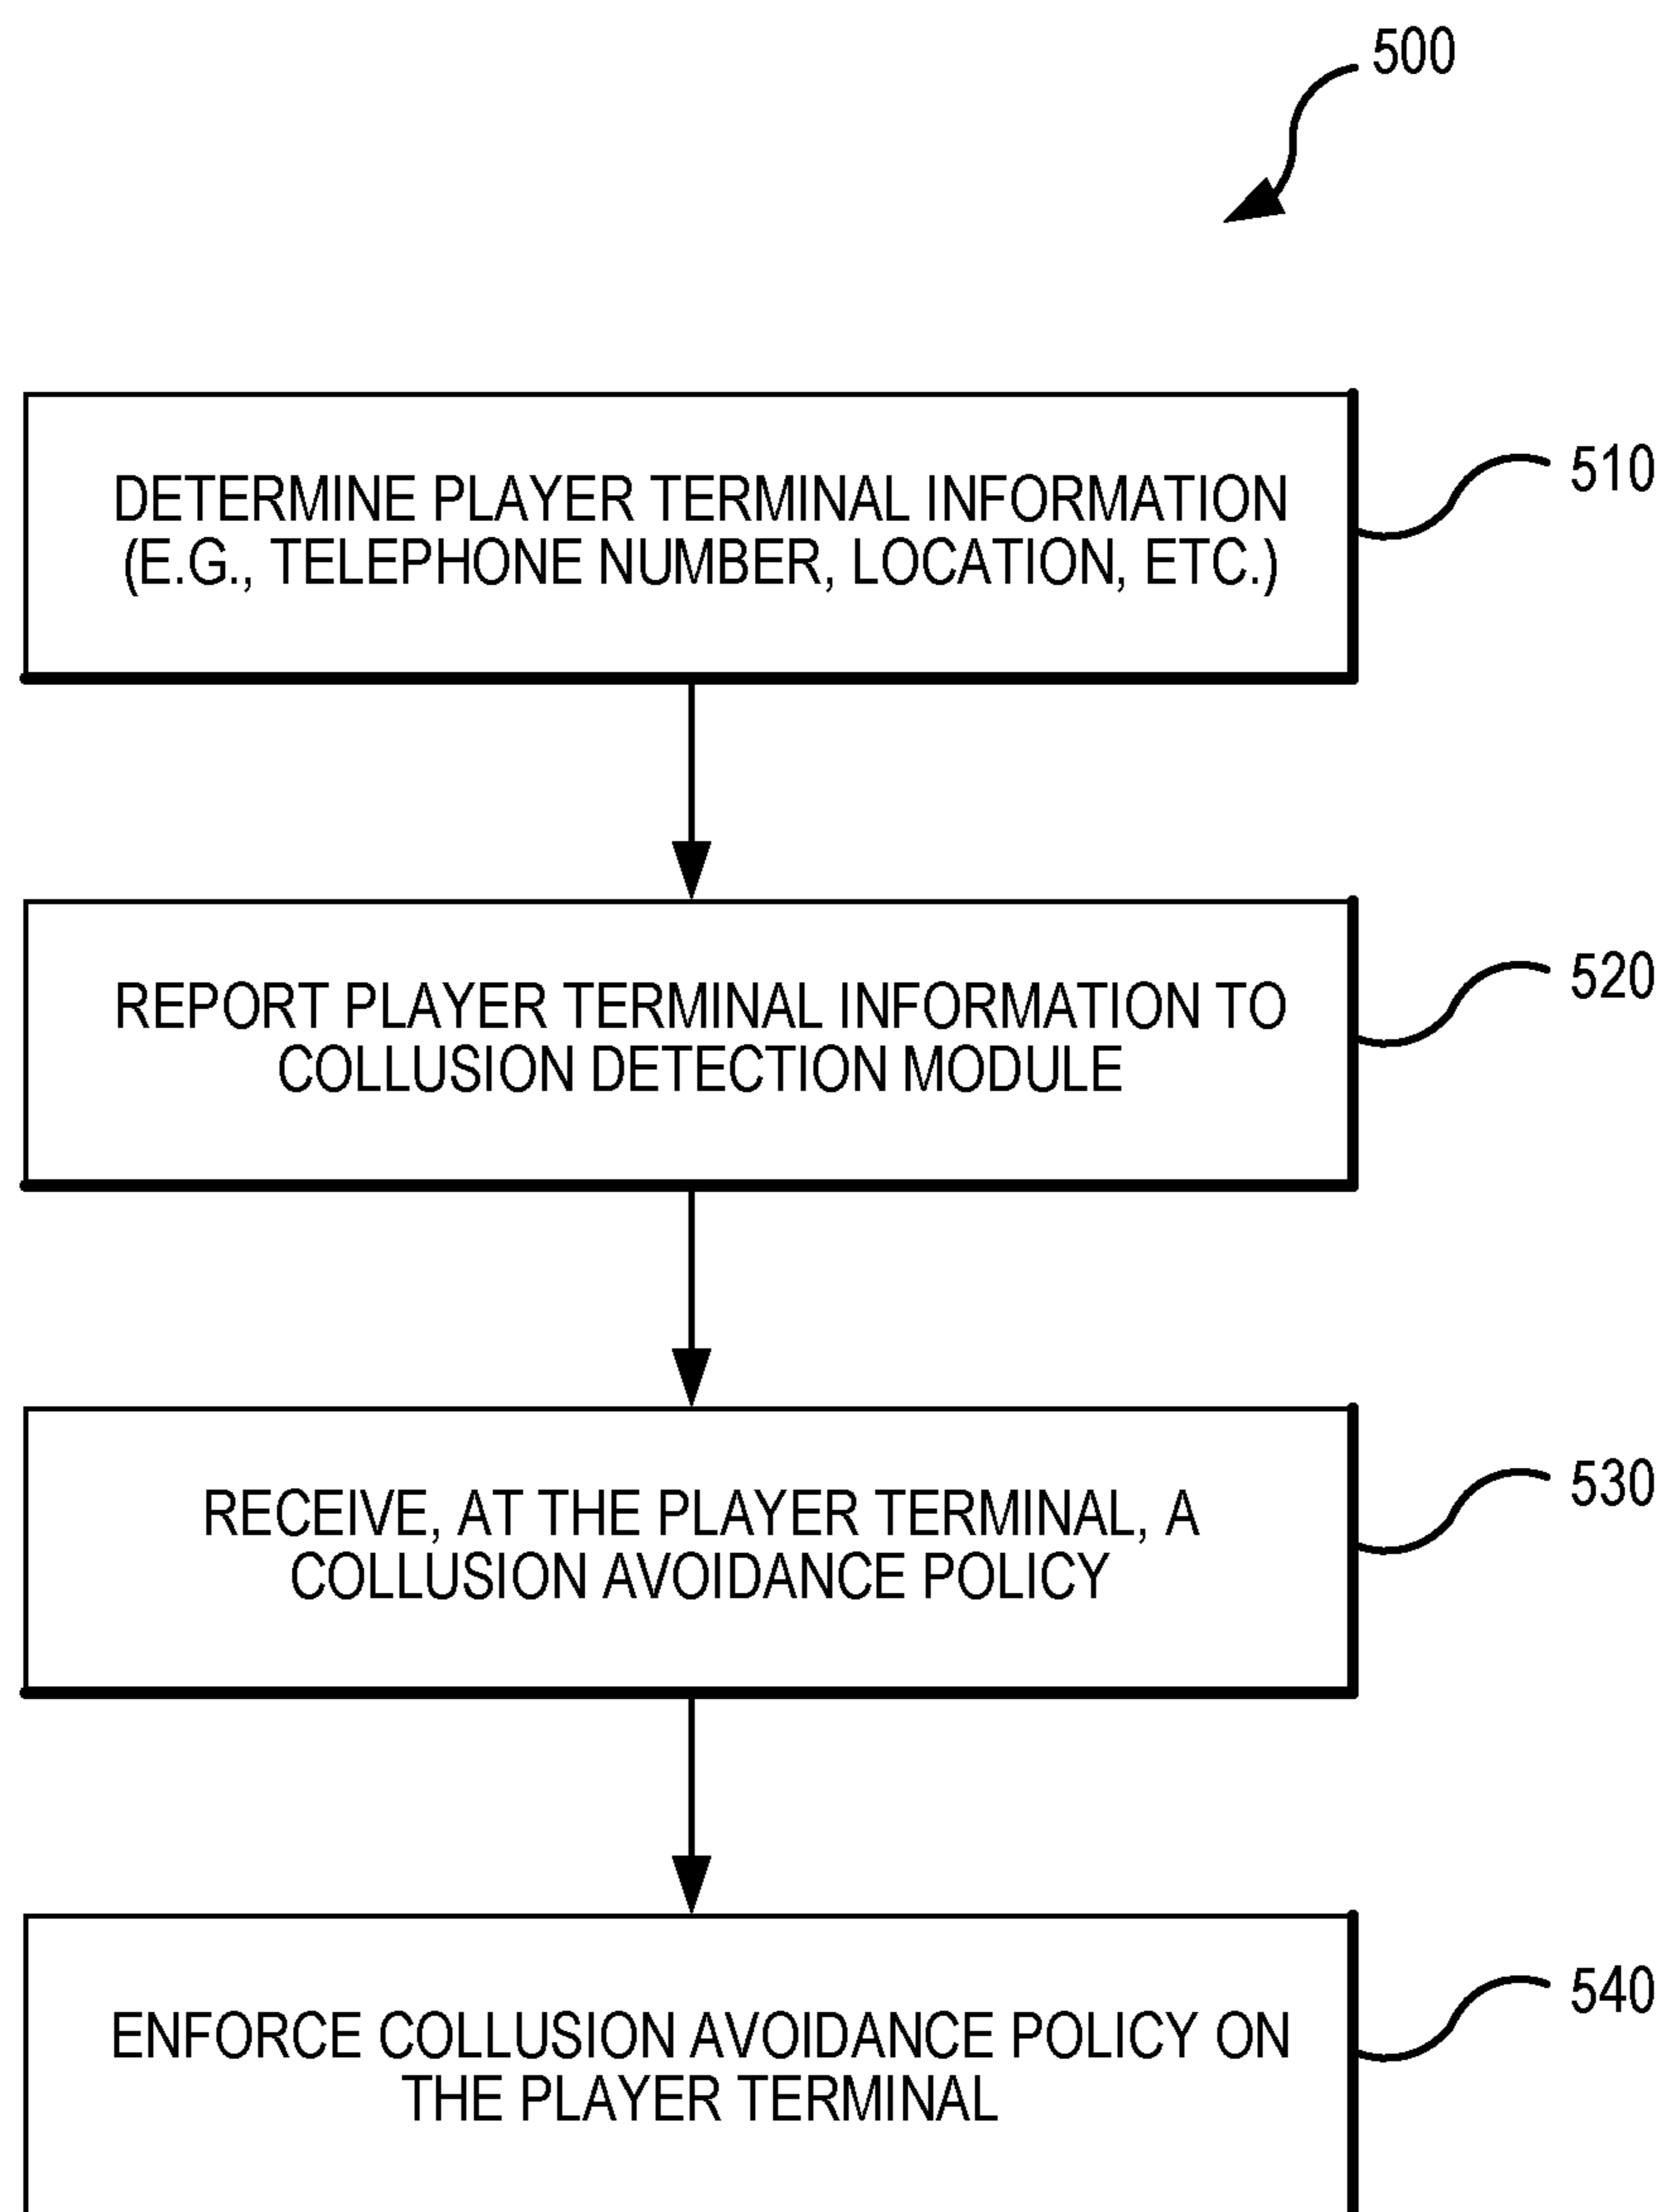 500
DETERMINE PLAYER TERMINAL INFORMATION
(E.G., TELEPHONE NUMBER, LOCATION, ETC.)
510
REPORT PLAYER TERMINAL INFORMATION TO
COLLUSION DETECTION MODULE
520
RECEIVE, AT THE PLAYER TERMINAL, A
COLLUSION AVOIDANCE POLICY
530
ENFORCE COLLUSION AVOIDANCE POLICY ON
THE PLAYER TERMINAL
540